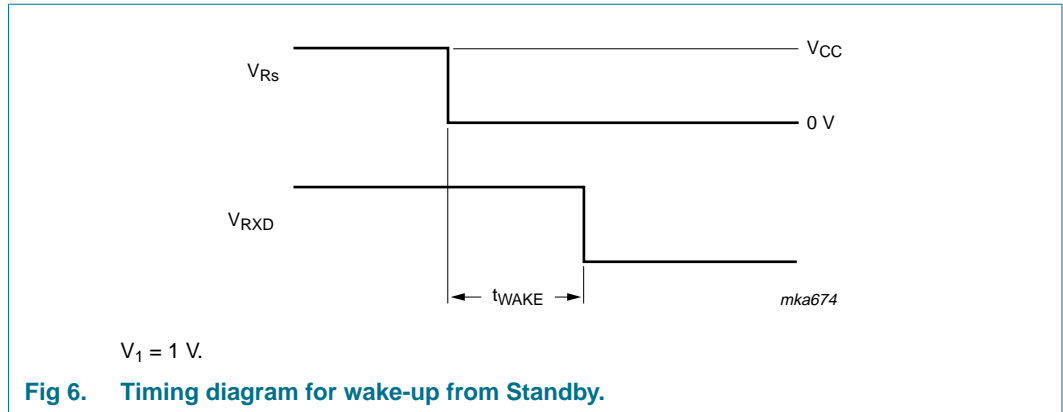 VCC
VRs
0 V
VRXD
tWAKE
mka674
V1 = 1 V.
Fig 6. Timing diagram for wake-up from Standby.